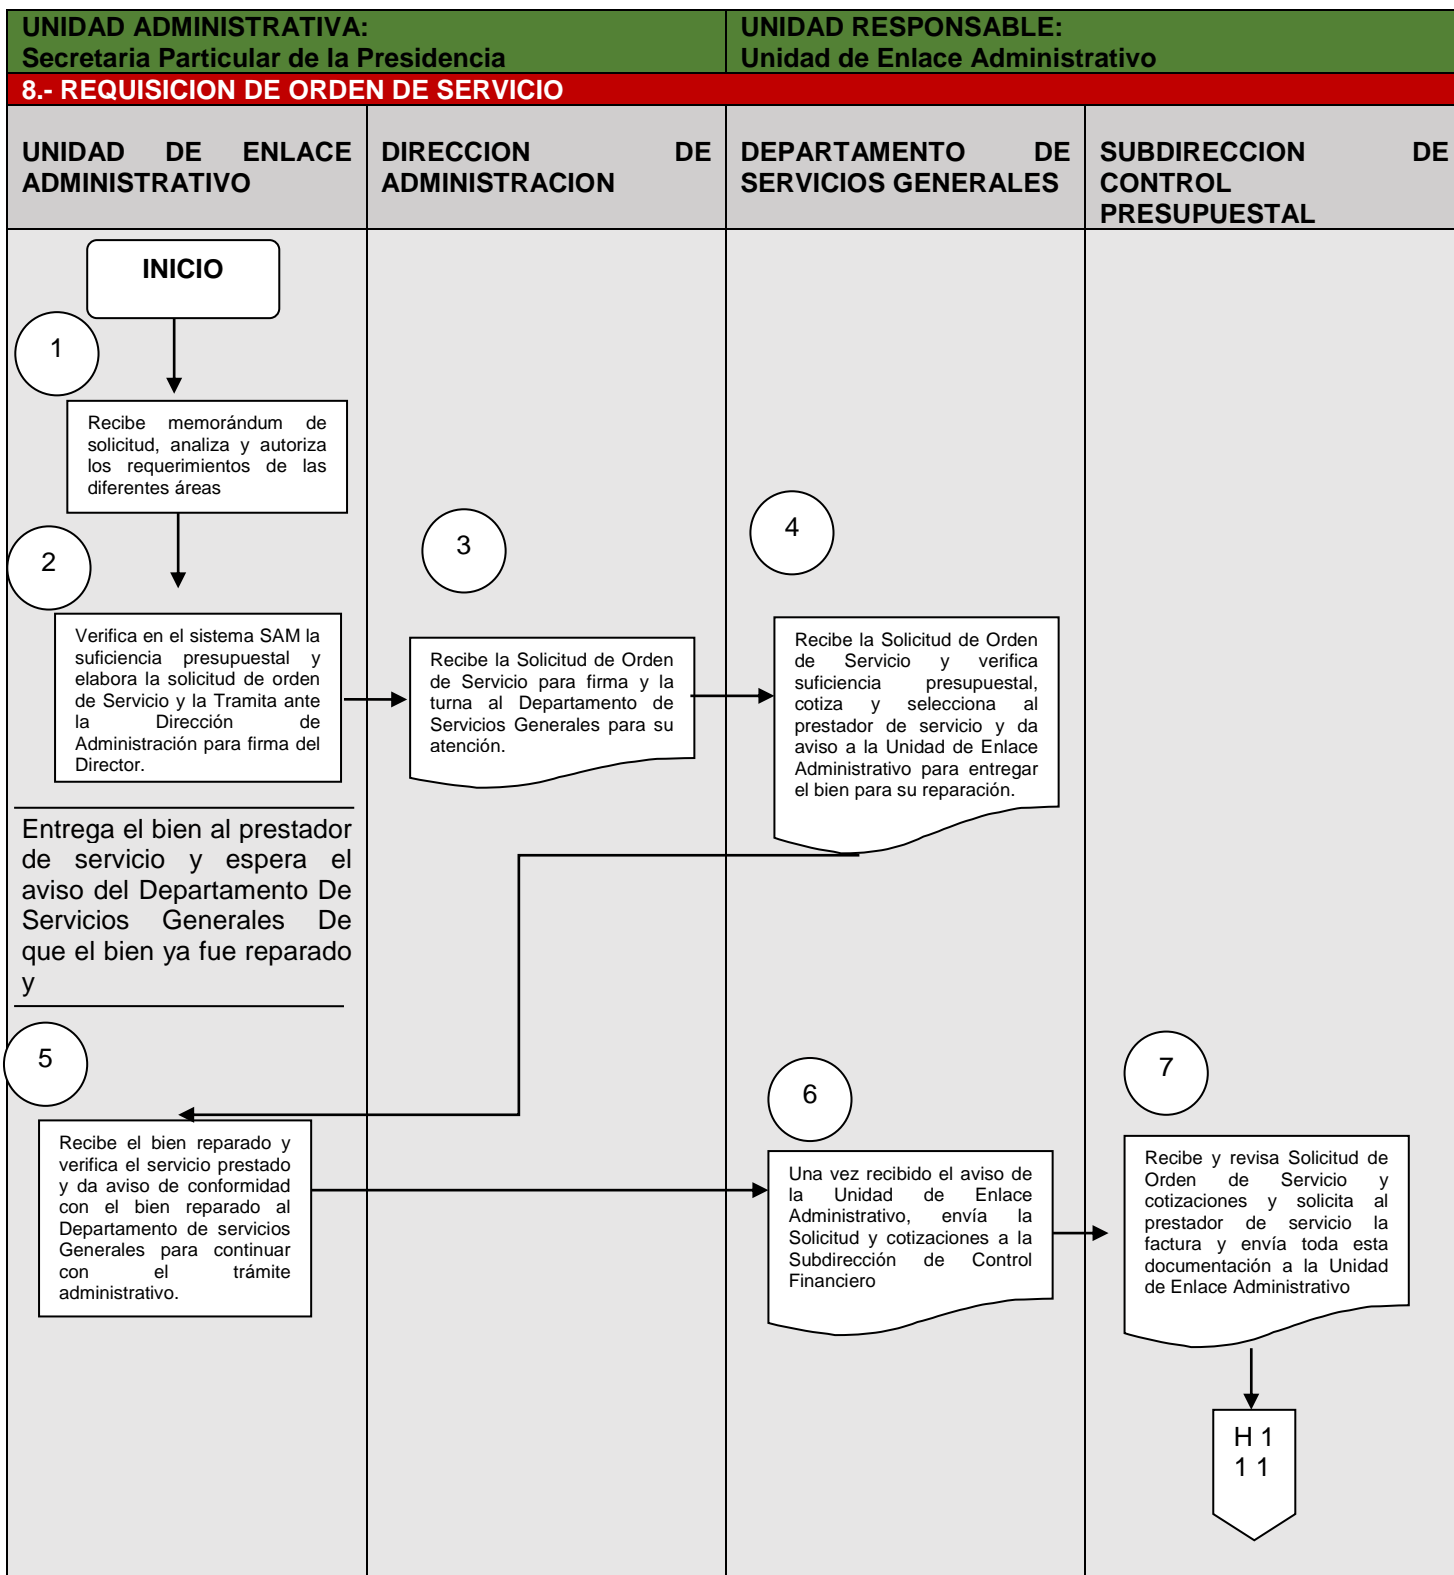 UNIDAD ADMINISTRATIVA:
Secretaria Particular de la Presidencia
UNIDAD RESPONSABLE:
Unidad de Enlace Administrativo
8.- REQUISICION DE ORDEN DE SERVICIO
UNIDAD DE ENLACE
ADMINISTRATIVO
DIRECCION DE
ADMINISTRACION
DEPARTAMENTO DE
SERVICIOS GENERALES
SUBDIRECCION DE
CONTROL
PRESUPUESTAL
INICIO
1
Recibe memorándum de
solicitud, analiza y autoriza
los requerimientos de las
diferentes áreas
2
Verifica en el sistema SAM la
suficiencia presupuestal y
elabora la solicitud de orden
de Servicio y la Tramita ante
la Dirección de
Administración para firma del
Director.
3
Recibe la Solicitud de Orden
de Servicio para firma y la
turna al Departamento de
Servicios Generales para su
atención.
4
Recibe la Solicitud de Orden
de Servicio y verifica
suficiencia presupuestal,
cotiza y selecciona al
prestador de servicio y da
aviso a la Unidad de Enlace
Administrativo para entregar
el bien para su reparación.
Entrega el bien al prestador
de servicio y espera el
aviso del Departamento De
Servicios Generales De
que el bien ya fue reparado
y
5
Recibe el bien reparado y
verifica el servicio prestado
y da aviso de conformidad
con el bien reparado al
Departamento de servicios
Generales para continuar
con el trámite
administrativo.
6
Una vez recibido el aviso de
la Unidad de Enlace
Administrativo, envía la
Solicitud y cotizaciones a la
Subdirección de Control
Financiero
7
Recibe y revisa Solicitud de
Orden de Servicio y
cotizaciones y solicita al
prestador de servicio la
factura y envía toda esta
documentación a la Unidad
de Enlace Administrativo
H 1
1 1